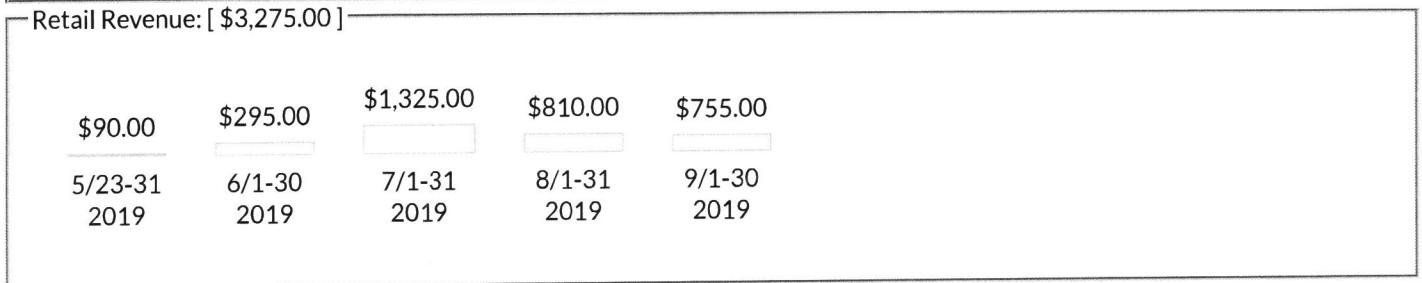 Retail Revenue: [ $3,275.00 ]
$90.00 $295.00 $1,325.00 $810.00 $755.00
5/23-31 6/1-30 7/1-31 8/1-31 9/1-30
2019 2019 2019 2019 2019